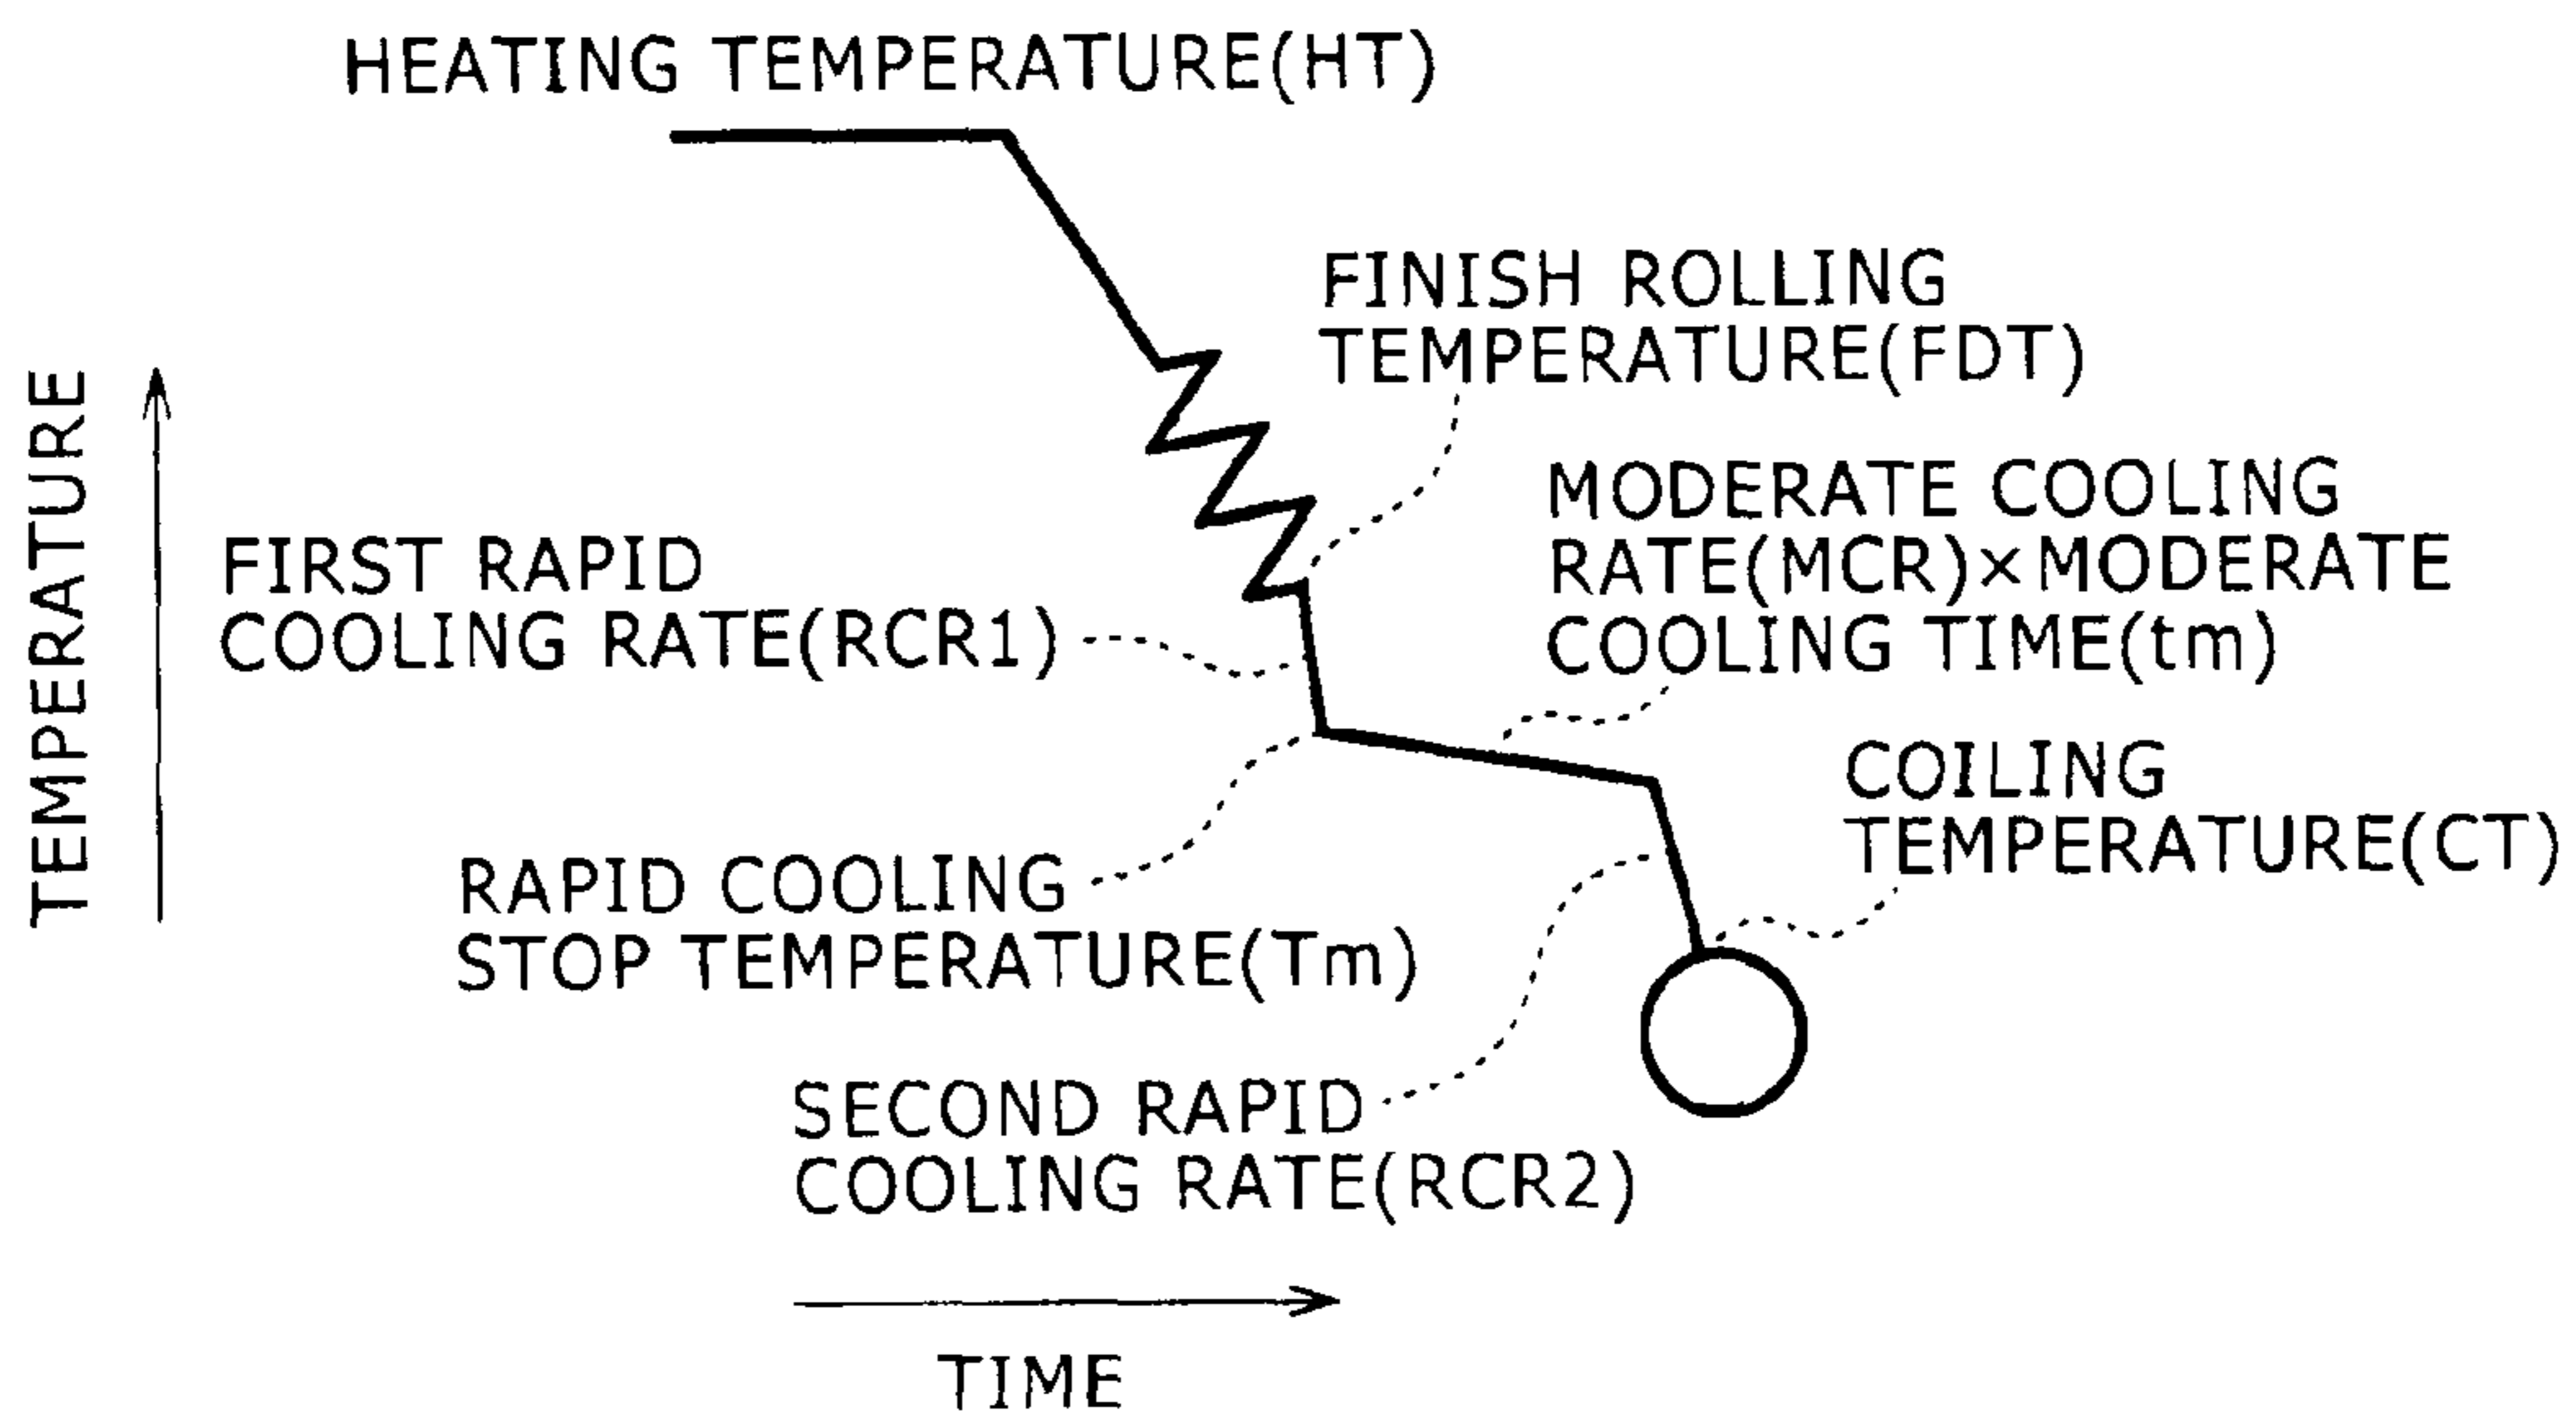 HEATING TEMPERATURE(HT)
FINISH ROLLING
TEMPERATURE(FDT)
MODERATE COOLING
RATE(MCR)×MODERATE
COOLING TIME(tm)
FIRST RAPID
COOLING RATE(RCR1)
TEMPERATURE
COILING
TEMPERATURE(CT)
RAPID COOLING
STOP TEMPERATURE(Tm)
SECOND RAPID
COOLING RATE(RCR2)
TIME